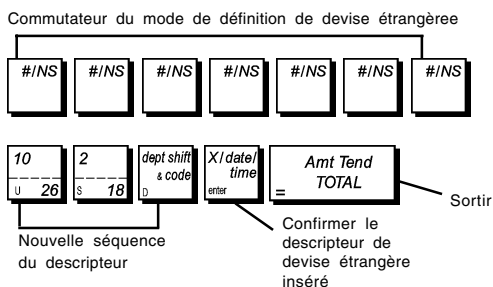 Commutateur du mode de définition de devise étrangèree
#/NS #/NS #/NS #/NS #/NS #/NS #/NS
10
U 26
2
S 18
dept shift
& code
D
X/date/
time
enter
Amt Tend
TOTAL
=
Sortir
Nouvelle séquence
du descripteur
Confirmer le
descripteur de
devise étrangère
inséré